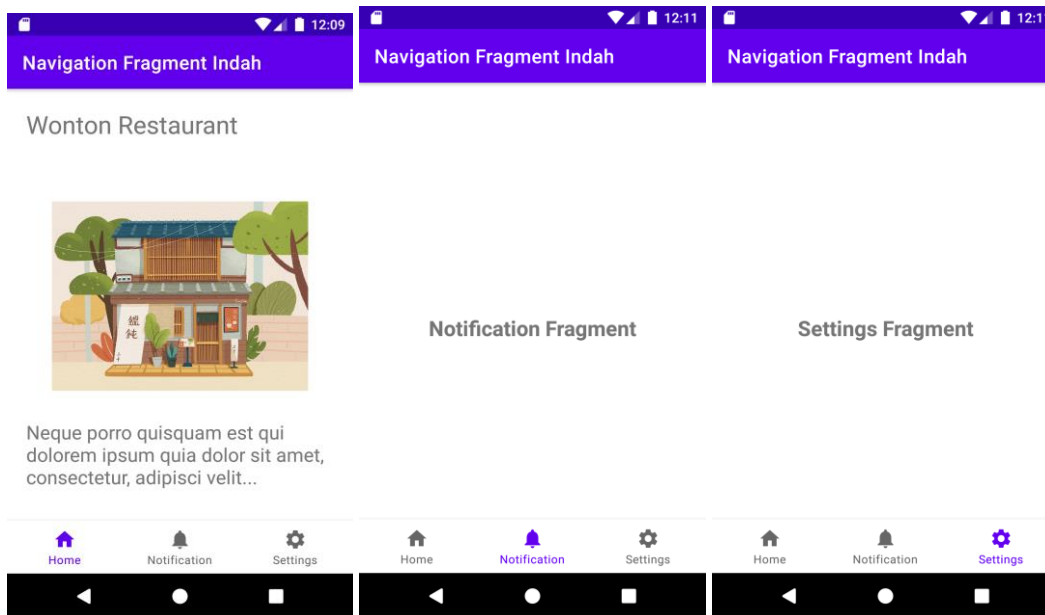 12:09
Navigation Fragment Indah
Wonton Restaurant
餛
飩
Neque porro quisquam est qui
dolorem ipsum quia dolor sit amet,
consectetur, adipisci velit...
Home
Notification
Settings
12:11
Navigation Fragment Indah
Notification Fragment
Home
Notification
Settings
Navigation Fragment Indah
Settings Fragment
Home
Notification
Settings